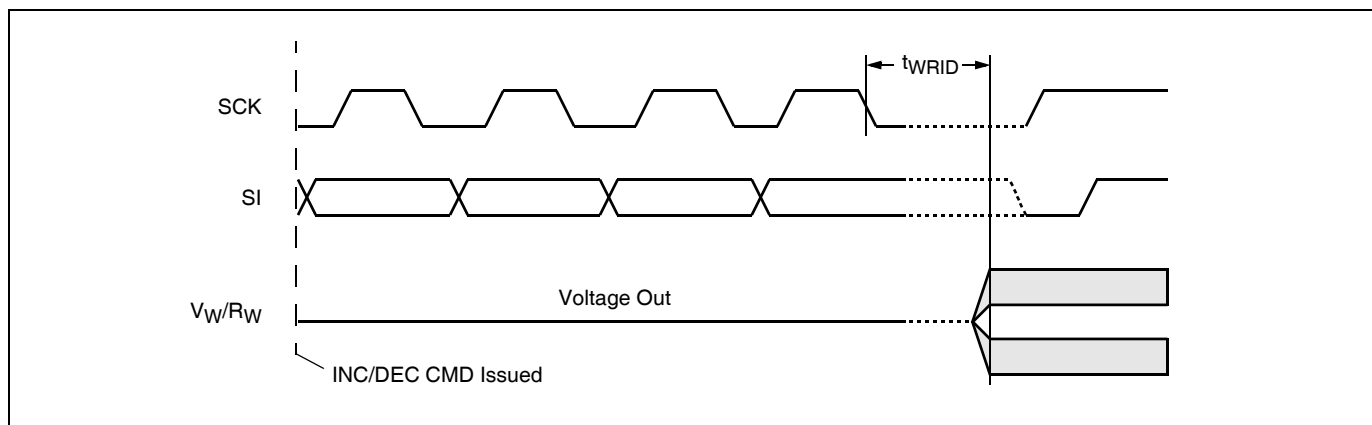 tWRID
SCK
SI
Voltage Out
VW/RW
INC/DEC CMD Issued